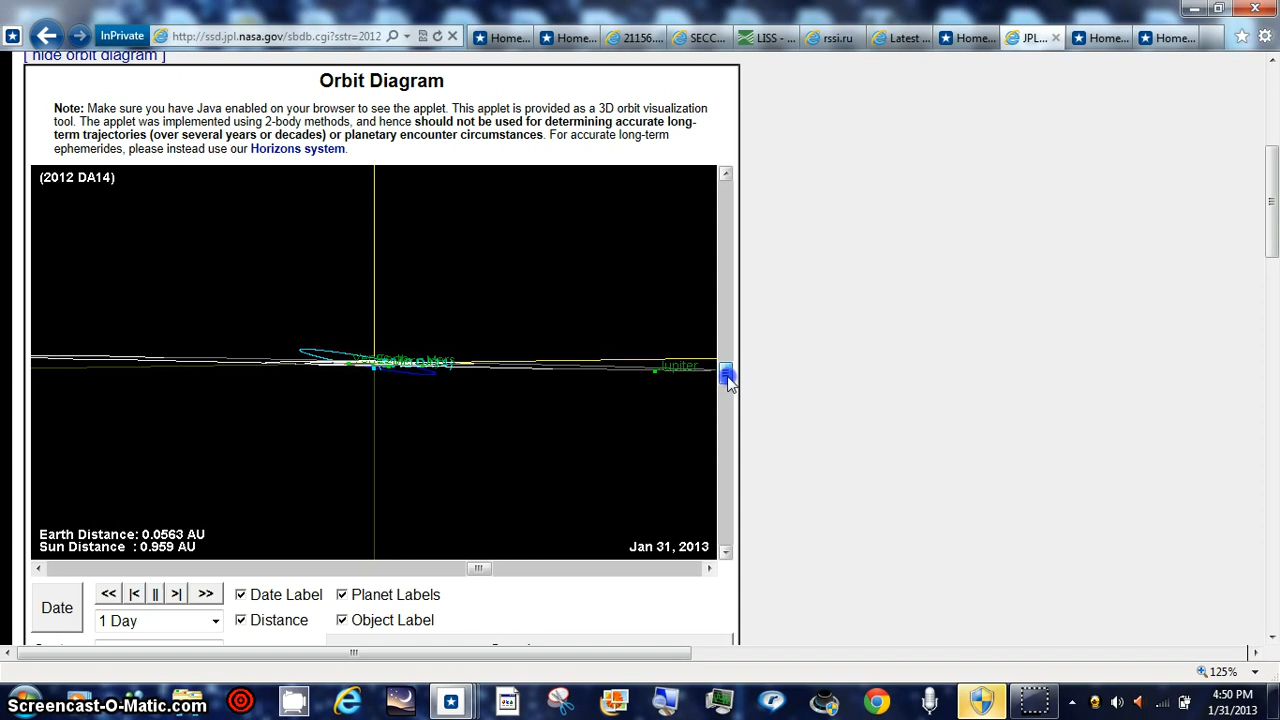 InPrivate
http://ssd.jpl.nasa.gov/sbdb.cgi?sstr=2012
Home...
Home...
21156....
SECC...
LISS - ...
rssi.ru
Latest ...
Home...
JPL...
Home...
Home...
[ hide orbit diagram ]
Orbit Diagram
Note: Make sure you have Java enabled on your browser to see the applet. This applet is provided as a 3D orbit visualization
tool. The applet was implemented using 2-body methods, and hence should not be used for determining accurate long-
term trajectories (over several years or decades) or planetary encounter circumstances. For accurate long-term
ephemerides, please instead use our Horizons system.
(2012 DA14)
Jupiter
Earth Distance: 0.0563 AU
Sun Distance : 0.959 AU
Jan 31, 2013
Date
<< |< || >| >>
Date Label
Planet Labels
1 Day
Distance
Object Label
125%
Screencast-O-Matic.com
4:50 PM
1/31/2013